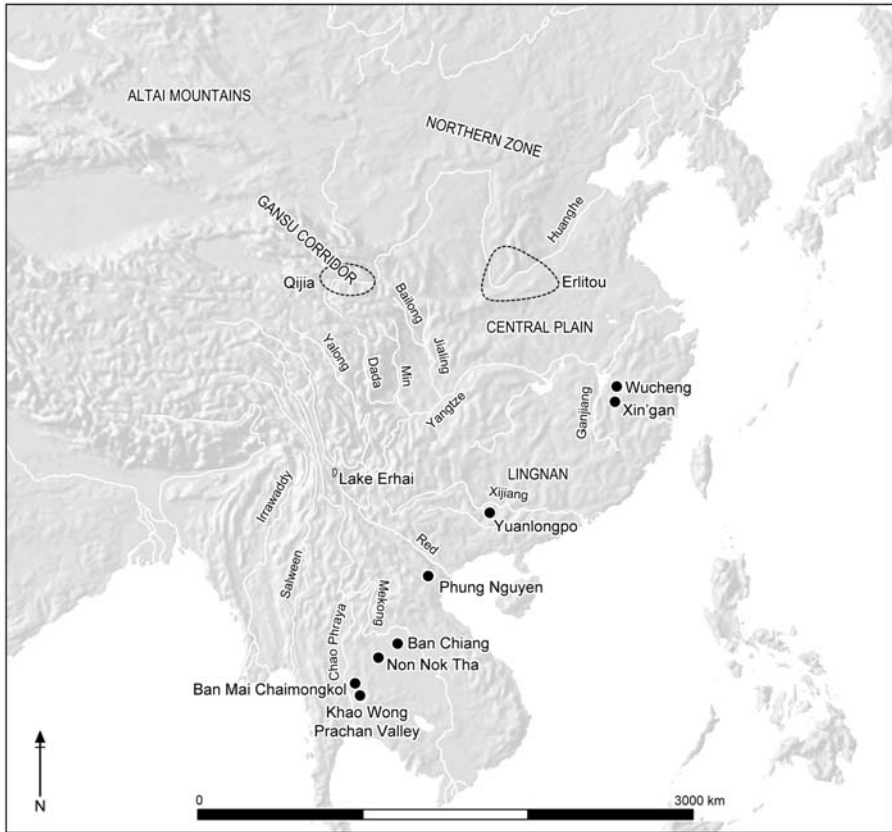 ALTAI MOUNTAINS
NORTHERN ZONE
GANSU CORRIDOR
Huanghe
Qijia
Erlitou
Bailong
CENTRAL PLAIN
Yalong
Dada
Min
Jialing
Yangtze
Ganjiang
Wucheng
Xin'gan
Lake Erhai
LINGNAN
Irrawaddy
Xijiang
Yuanlongpo
Red
Salween
Phung Nguyen
Mekong
Chao Phraya
Ban Chiang
Non Nok Tha
Ban Mai Chaimongkol
Khao Wong
Prachan Valley
N
0
3000 km